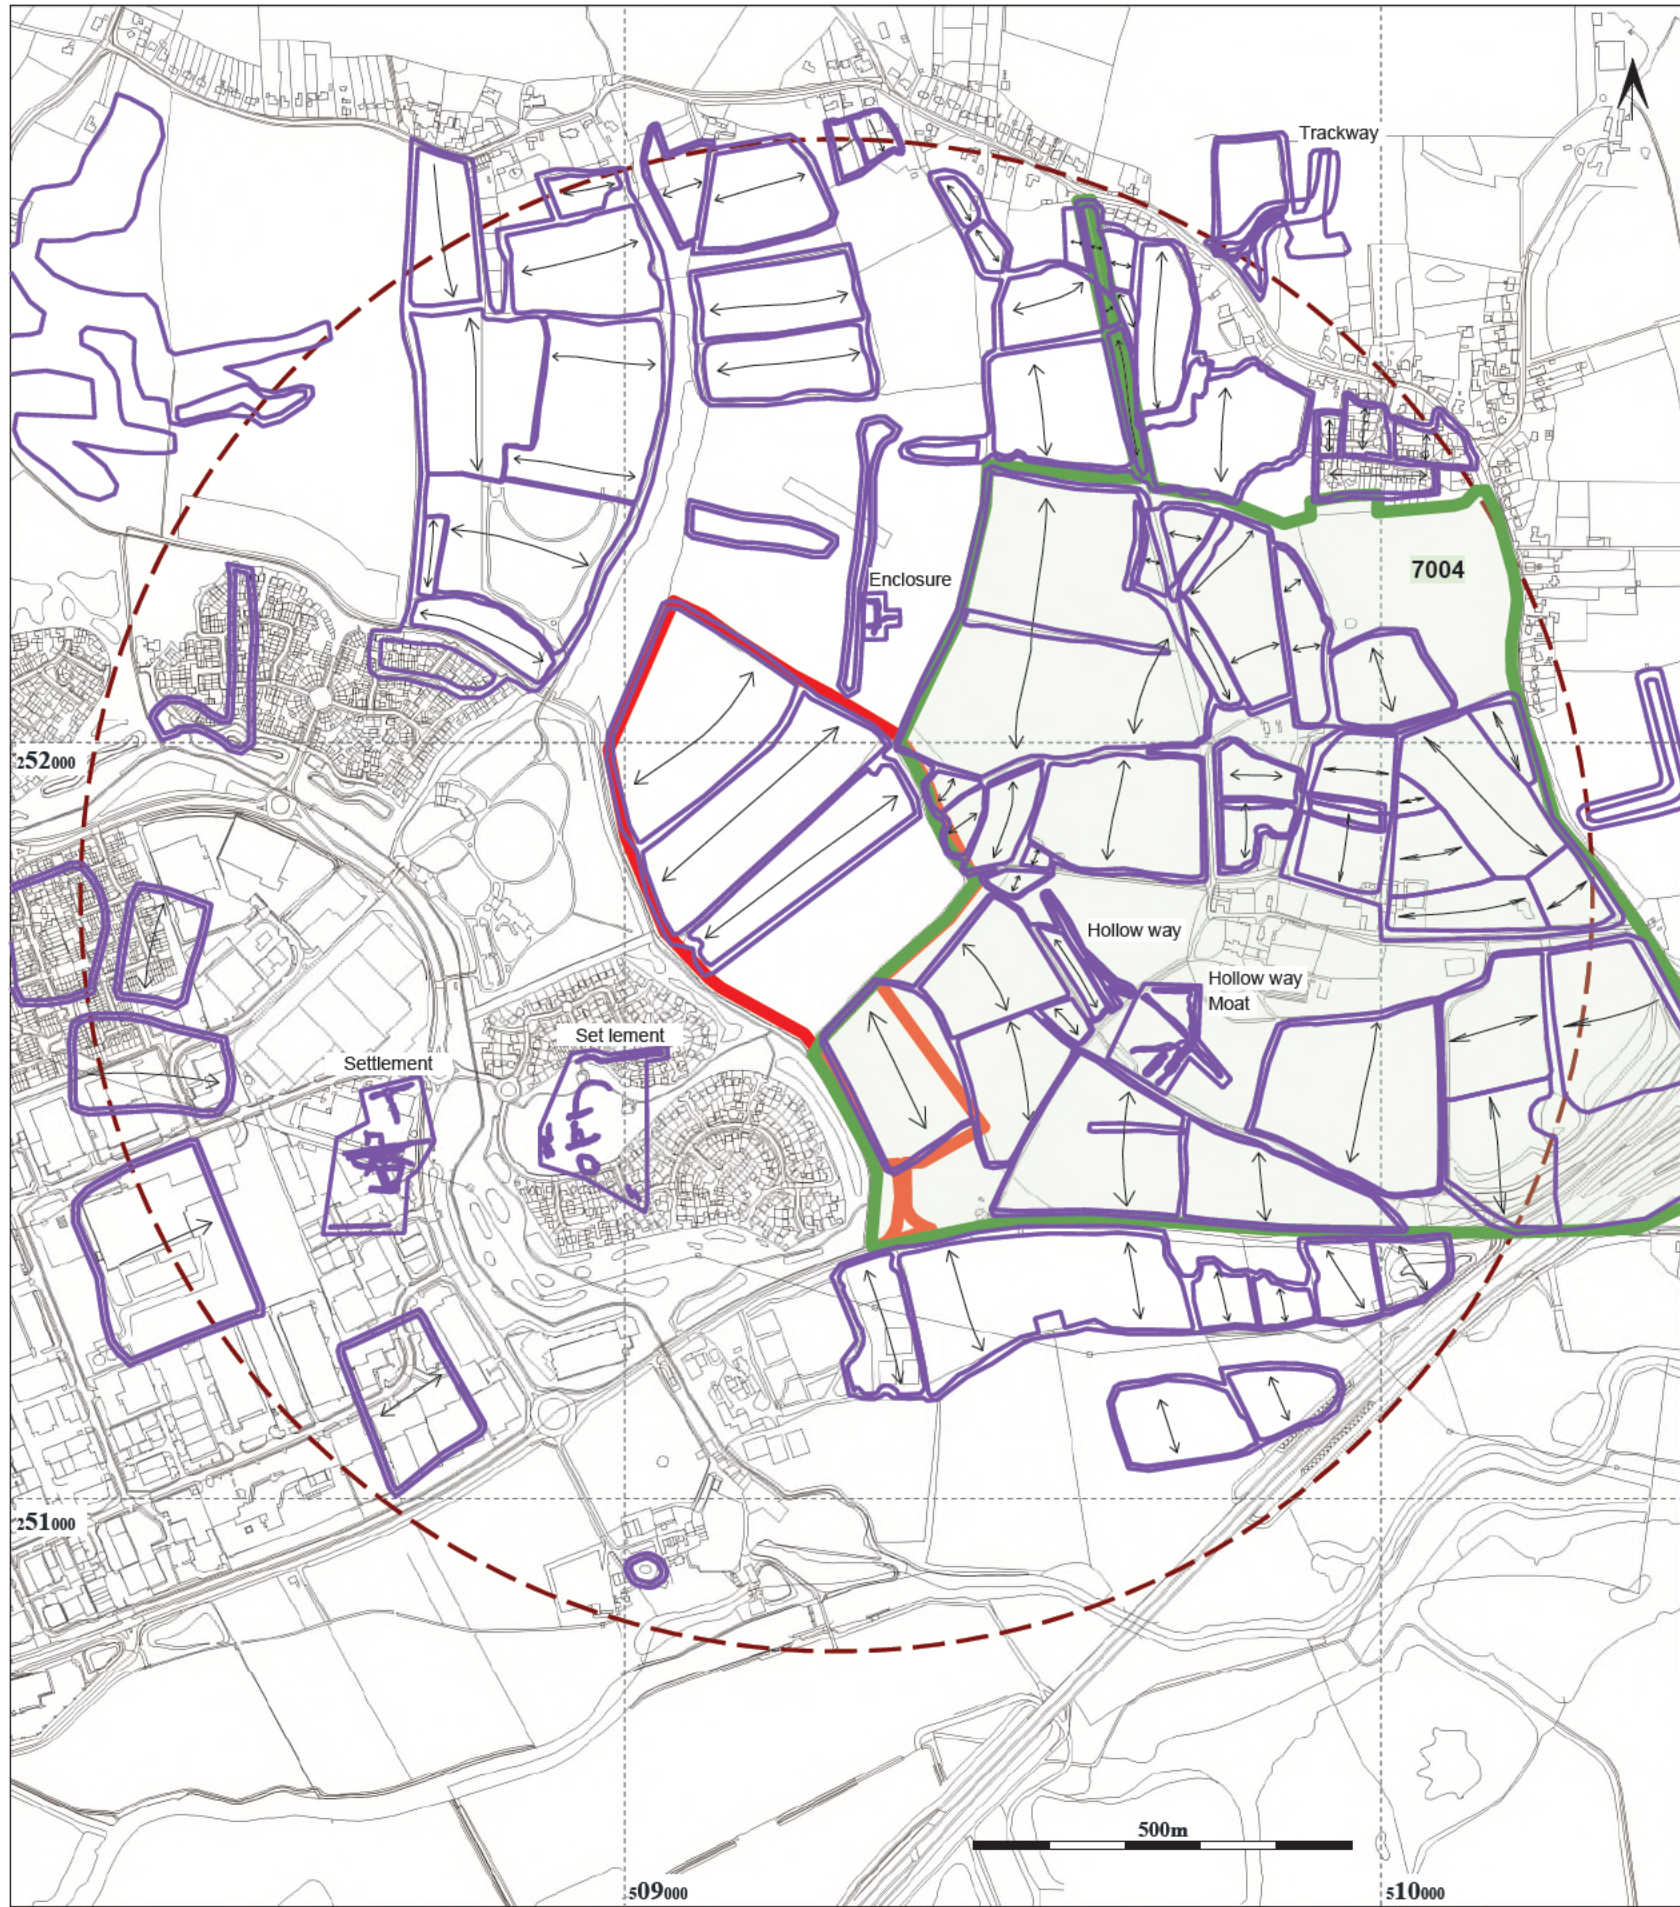 Trackway
7004
Enclosure
252000
Hollow way
Hollow way
Moat
Set lement
Settlement
251000
500m
509000
510000